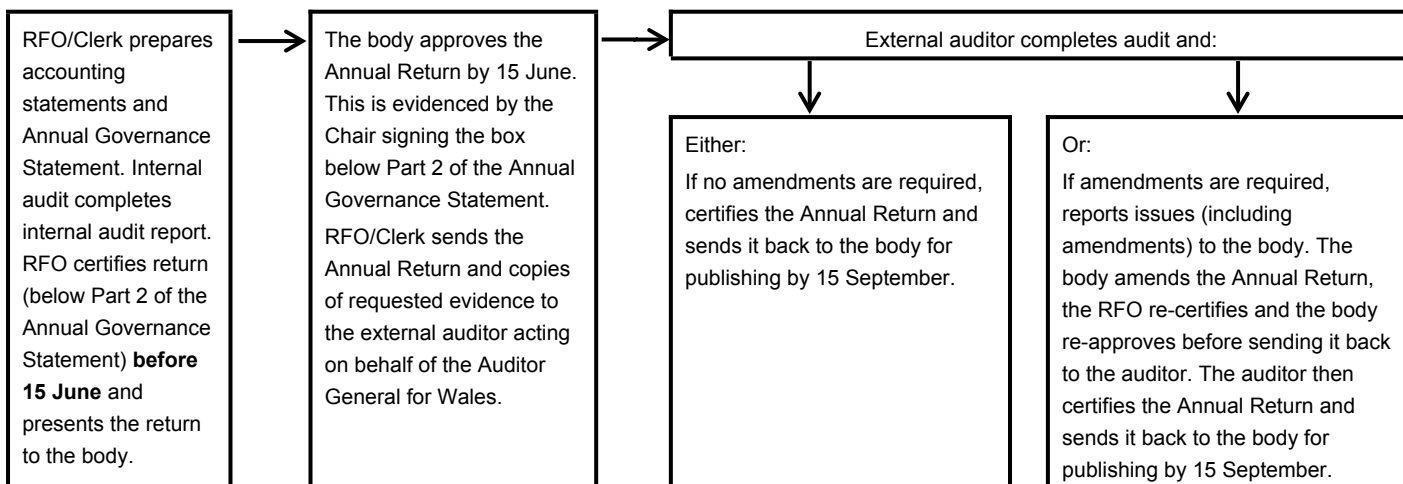 RFO/Clerk prepares
accounting
statements and
Annual Governance
Statement. Internal
audit completes
internal audit report.
RFO certifies return
(below Part 2 of the
Annual Governance
Statement) before
15 June and
presents the return
to the body.
The body approves the
Annual Return by 15 June.
This is evidenced by the
Chair signing the box
below Part 2 of the Annual
Governance Statement.
RFO/Clerk sends the
Annual Return and copies
of requested evidence to
the external auditor acting
on behalf of the Auditor
General for Wales.
External auditor completes audit and:
Either:
If no amendments are required,
certifies the Annual Return and
sends it back to the body for
publishing by 15 September.
Or:
If amendments are required,
reports issues (including
amendments) to the body. The
body amends the Annual Return,
the RFO re-certifies and the body
re-approves before sending it back
to the auditor. The auditor then
certifies the Annual Return and
sends it back to the body for
publishing by 15 September.